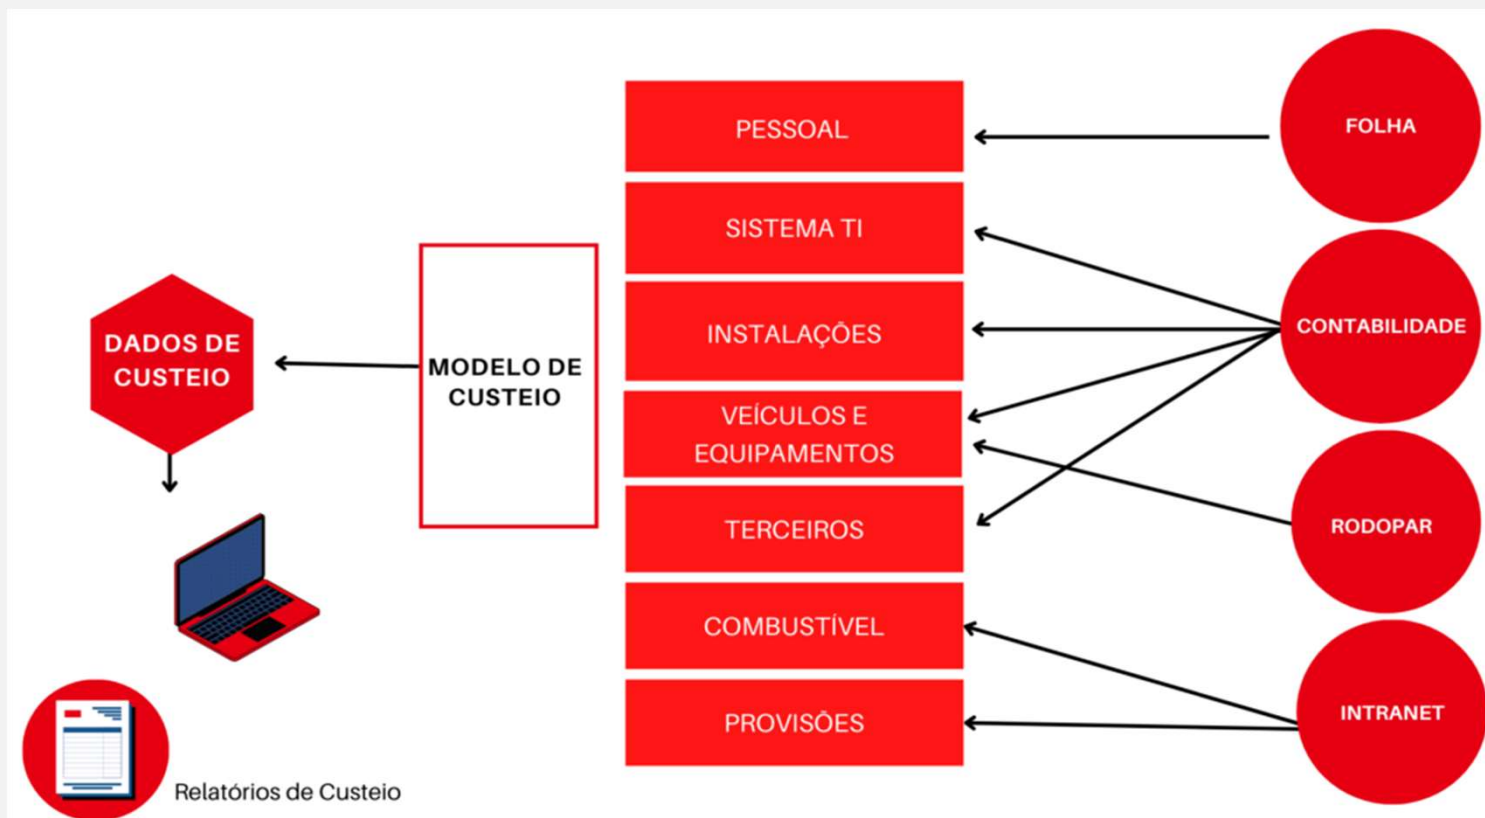 DADOS DE
CUSTEIO
MODELO DE
CUSTEIO
PESSOAL
SISTEMA TI
INSTALAÇÕES
VEÍCULOS E
EQUIPAMENTOS
TERCEIROS
COMBUSTÍVEL
PROVISÕES
FOLHA
CONTABILIDADE
RODOPAR
INTRANET
Relatórios de Custeio